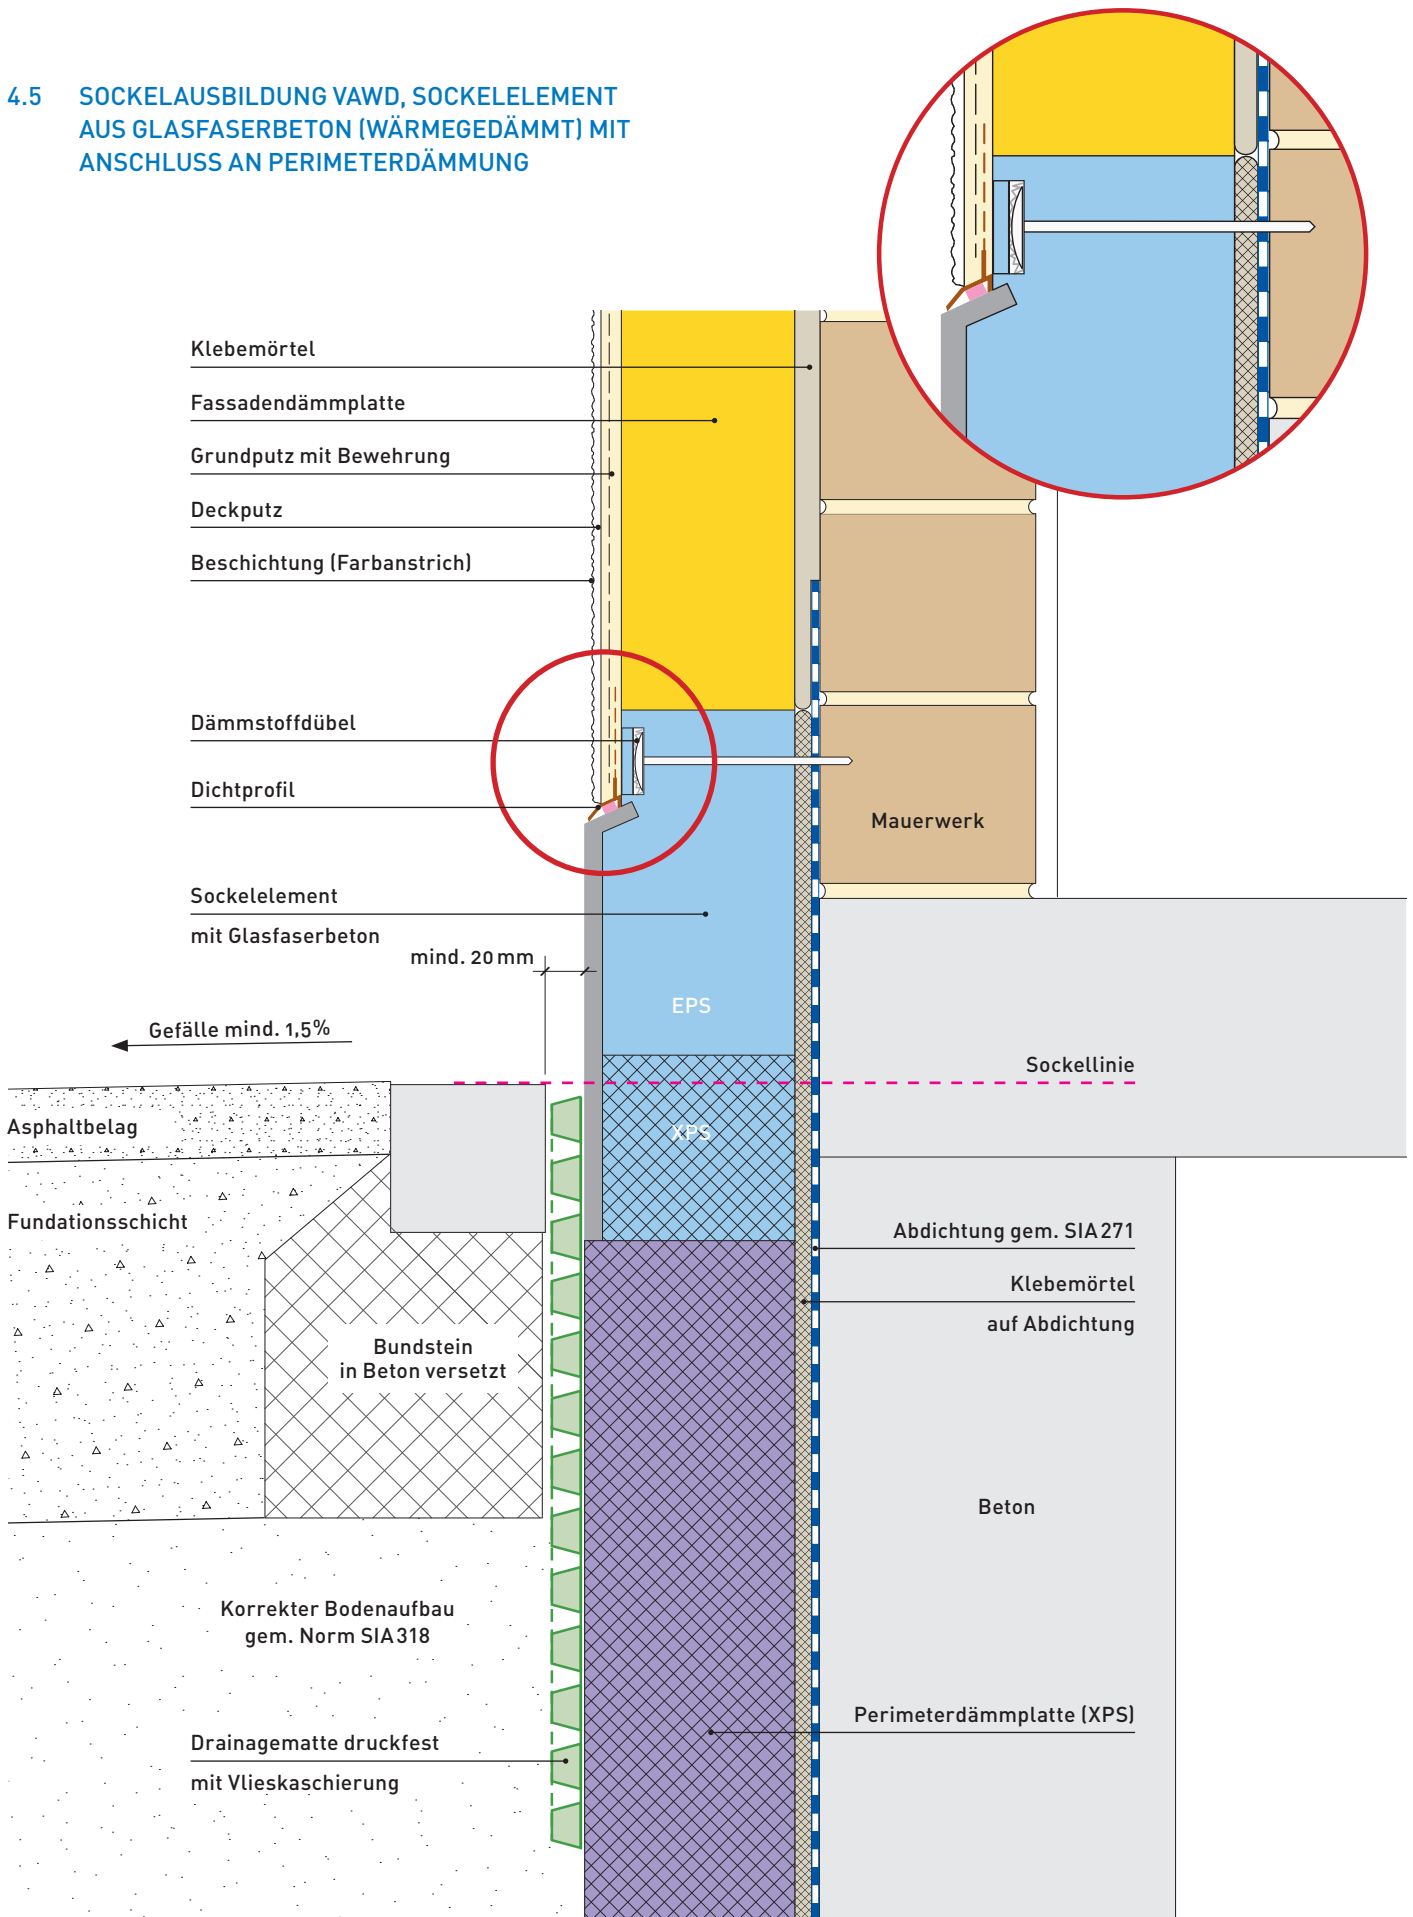 4.5 SOCKELAUSBILDUNG VAWD, SOCKELELEMENT
AUS GLASFASERBETON (WÄRMEGEDÄMMT) MIT
ANSCHLUSS AN PERIMETERDÄMMUNG
Klebemörtel
Fassadendämmplatte
Grundputz mit Bewehrung
Deckputz
Beschichtung (Farbanstrich)
Dämmstoffdübel
Dichtprofil
Mauerwerk
Sockelelement
mit Glasfaserbeton
mind. 20 mm
EPS
Gefälle mind. 1,5%
Sockellinie
Asphaltbelag
XPS
Fundationsschicht
Abdichtung gem. SIA 271
Klebemörtel
auf Abdichtung
Bundstein
in Beton versetzt
Beton
Korrekter Bodenaufbau
gem. Norm SIA 318
Perimeterdämmplatte (XPS)
Drainagematte druckfest
mit Vlieskaschierung